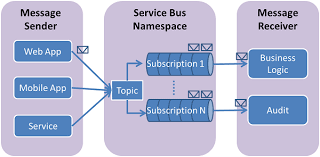 Message
Sender
Service Bus
Namespace
Message
Receiver
Web App
Mobile App
Service
Topic
Subscription 1
Subscription N
Business
Logic
Audit